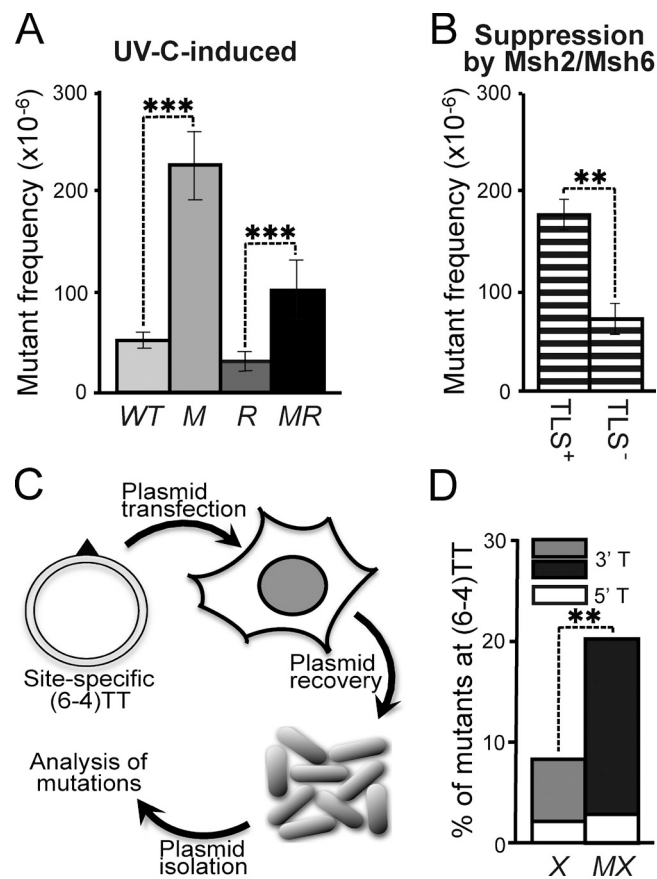 A
UV-C-induced
Mutant frequency (x10⁻⁶)
300
200
100
0
***
***
WT M R MR
B
Suppression
by Msh2/Msh6
Mutant frequency (×10⁻⁶)
300
200
100
0
**
TLS⁺
TLS⁻
C
Plasmid
transfection
Site-specific
(6-4)TT
Plasmid
recovery
Analysis of
mutations
Plasmid
isolation
D
% of mutants at (6-4)TT
30
20
10
0
3' T
5' T
**
X MX